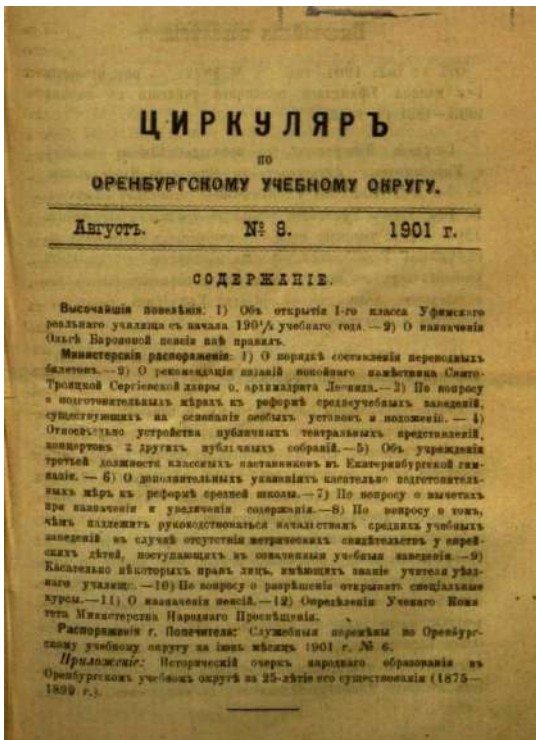 ЦИРКУЛЯРЪ
по
ОРЕНБУРГСКОМУ УЧЕБНОМУ ОКРУГУ.
Августъ. № 8. 1901 г.
СОДЕРЖАНІЕ.
Высочайшія повелѣнія: 1) Объ открытіи I-го класса Уфимскаго
реальнаго училища съ начала 190½ учебнаго года.—2) О назначеніи
Ольгѣ Бароновой пенсіи внѣ правилъ.
Министерскія распоряженія: 1) О порядкѣ составленія переводныхъ
билетовъ.—2) О рекомендаціи изданій покойнаго намѣстника Свято-
Троицкой Сергіевской лавры о. архимадрита Леонида.—3) По вопросу
о подготовительныхъ мѣрахъ къ реформѣ среднеучебныхъ заведеній,
существующихъ на основаніи особыхъ уставовъ и положеній. — 4)
Относительно устройства публичныхъ театральныхъ представленій,
концертовъ и другихъ публичныхъ собраній.—5) Объ учрежденіи
третьей должности классныхъ наставниковъ въ Екатеринбургской гим-
назіи. — 6) О дополнительныхъ указаніяхъ касательно подготовитель-
ныхъ мѣръ къ реформѣ средней школы.—7) По вопросу о вычетахъ
при назначеніи и увеличеніи содержанія.—8) По вопросу о томъ,
чѣмъ надлежитъ руководствоваться начальствамъ среднихъ учебныхъ
заведеній въ случаѣ отсутствія метрическихъ свидѣтельствъ у еврей-
скихъ дѣтей, поступающихъ въ означенныя учебныя заведенія.—9)
Касательно нѣкоторыхъ правъ лицъ, имѣющихъ званіе учителя уѣзд-
наго училища.—10) По вопросу о разрѣшеніи открывать спеціальные
курсы.—11) О назначеніи пенсій.—12) Опредѣленія Ученаго Коми
тета Министерства Народнаго Просвѣщенія.
Распоряженія г. Попечителя: Служебныя перемѣны по Оренбург-
скому учебному округу за іюнь мѣсяцъ 1901 г. № 6.
Приложеніе: Историческій очеркъ народнаго образованія въ
Оренбургскомъ учебномъ округѣ за 25-лѣтіе его существованія (1875—
1899 г.).